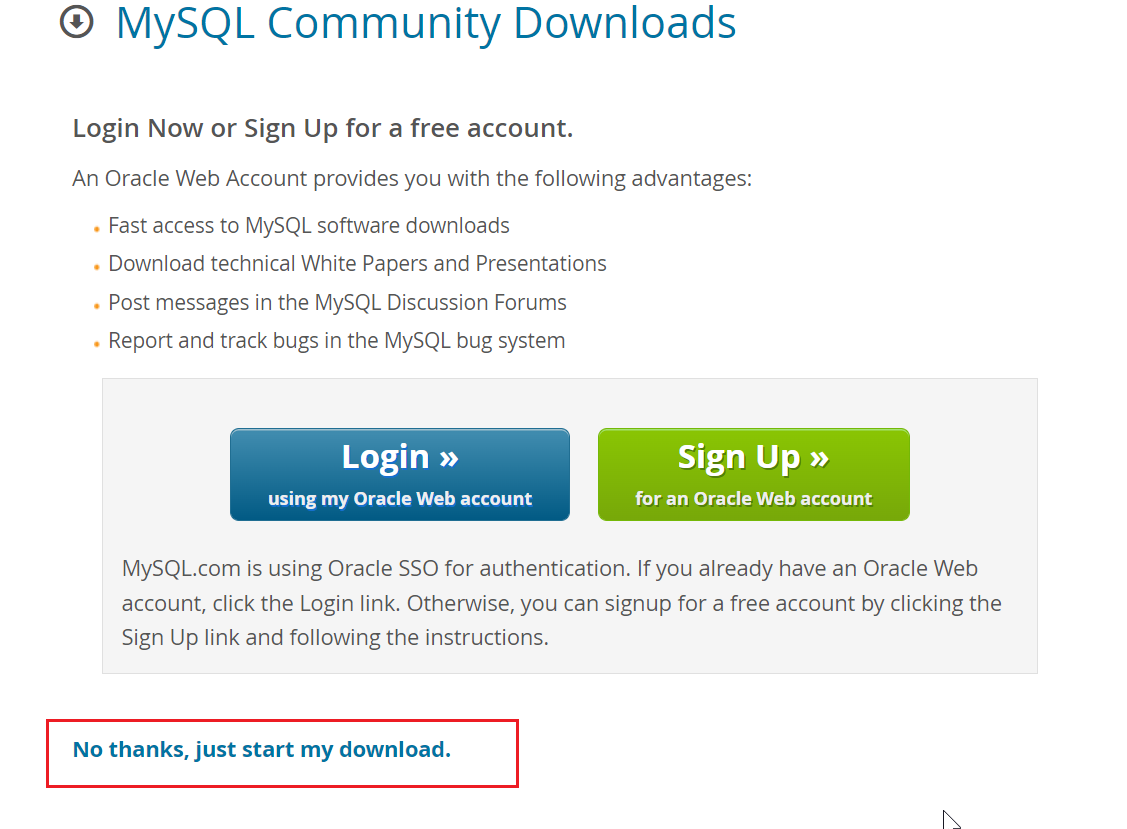 MySQL Community Downloads
Login Now or Sign Up for a free account.
An Oracle Web Account provides you with the following advantages:
Fast access to MySQL software downloads
Download technical White Papers and Presentations
Post messages in the MySQL Discussion Forums
Report and track bugs in the MySQL bug system
Login »
using my Oracle Web account
Sign Up »
for an Oracle Web account
MySQL.com is using Oracle SSO for authentication. If you already have an Oracle Web
account, click the Login link. Otherwise, you can signup for a free account by clicking the
Sign Up link and following the instructions.
No thanks, just start my download.